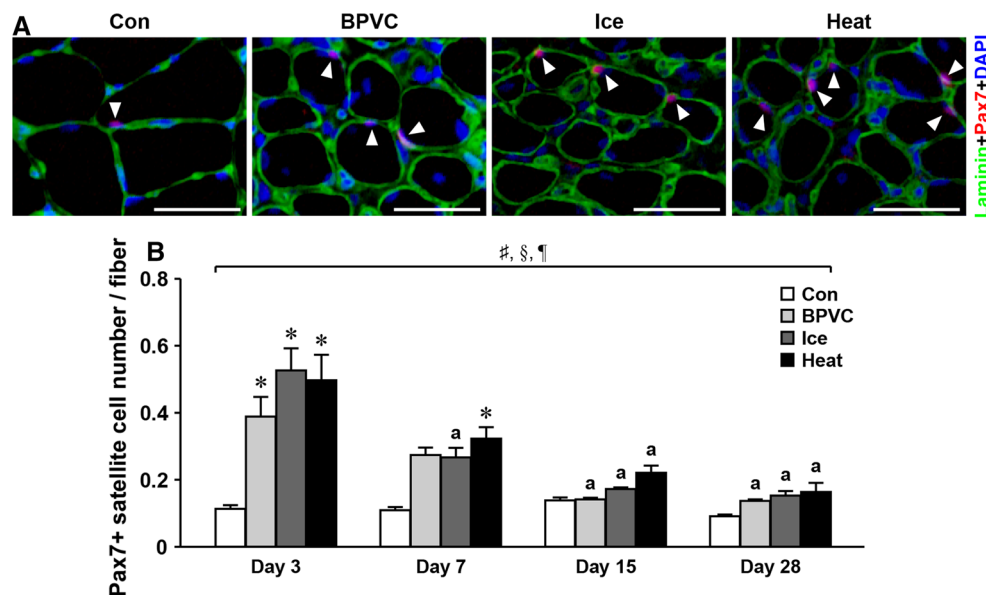 A
Con
BPVC
Ice
Heat
Laminin+Pax7+DAPI
B
♯, §, ¶
Pax7+ satellite cell number / fiber
0.8
0.6
0.4
0.2
0
Con
BPVC
Ice
Heat
*
*
*
a
*
a
a
a
a
a
a
Day 3
Day 7
Day 15
Day 28